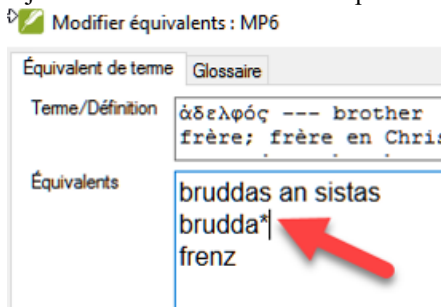 Modifier équivalents : MP6
Équivalent de terme Glossaire
Terme/Définition
ἀδελφός --- brother
frère; frère en Chris
Équivalents
bruddas an sistas
brudda*
frenz